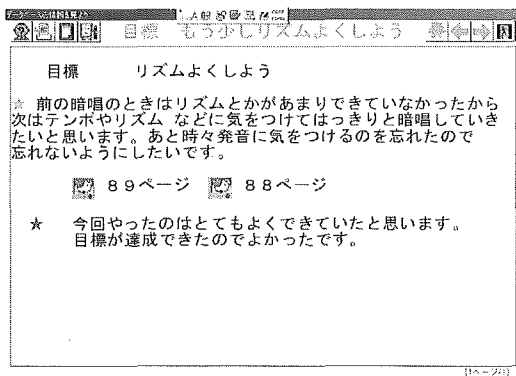 目標 もう少しリズムよくしよう
目標 リズムよくしよう
☆ 前の暗唱のときはリズムとかがあまりできていなかったから
次はテンポやリズム などに気をつけてはっきりと暗唱していき
たいと思います。あと時々発音に気をつけるのを忘れたので
忘れないようにしたいです。
89ページ 88ページ
★ 今回やったのはとてもよくできていたと思います。
目標が達成できたのでよかったです。